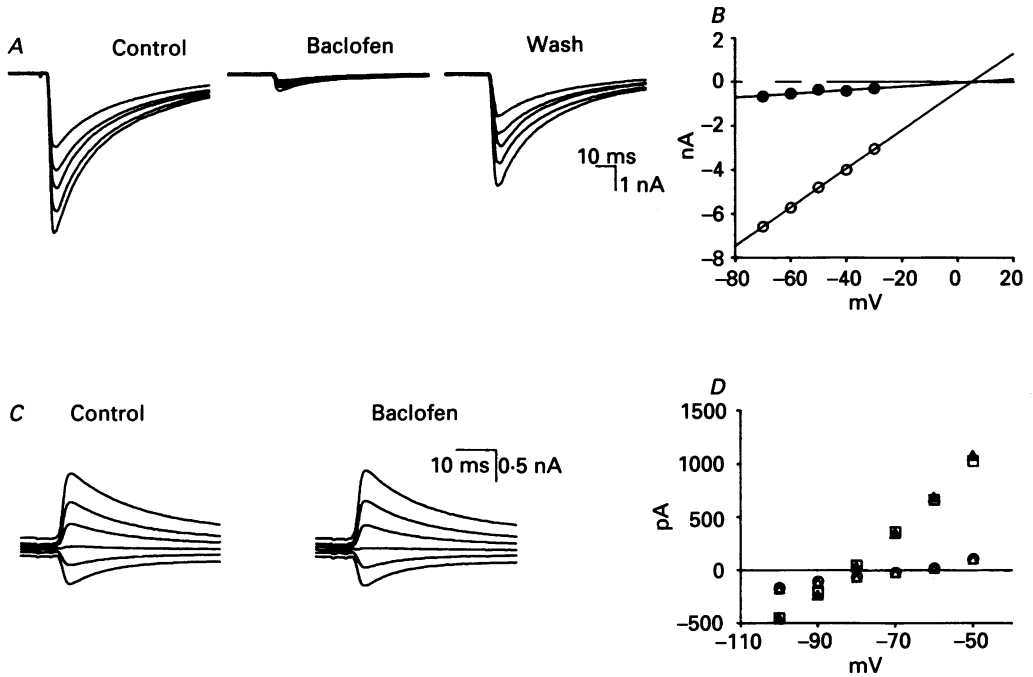 A
Control
Baclofen
Wash
10 ms
1 nA
B
2
0
−2
−4
−6
−8
nA
−80
−60
−40
−20
0
20
mV
C
Control
Baclofen
10 ms
0·5 nA
D
1500
1000
500
0
−500
pA
−110
−90
−70
−50
mV